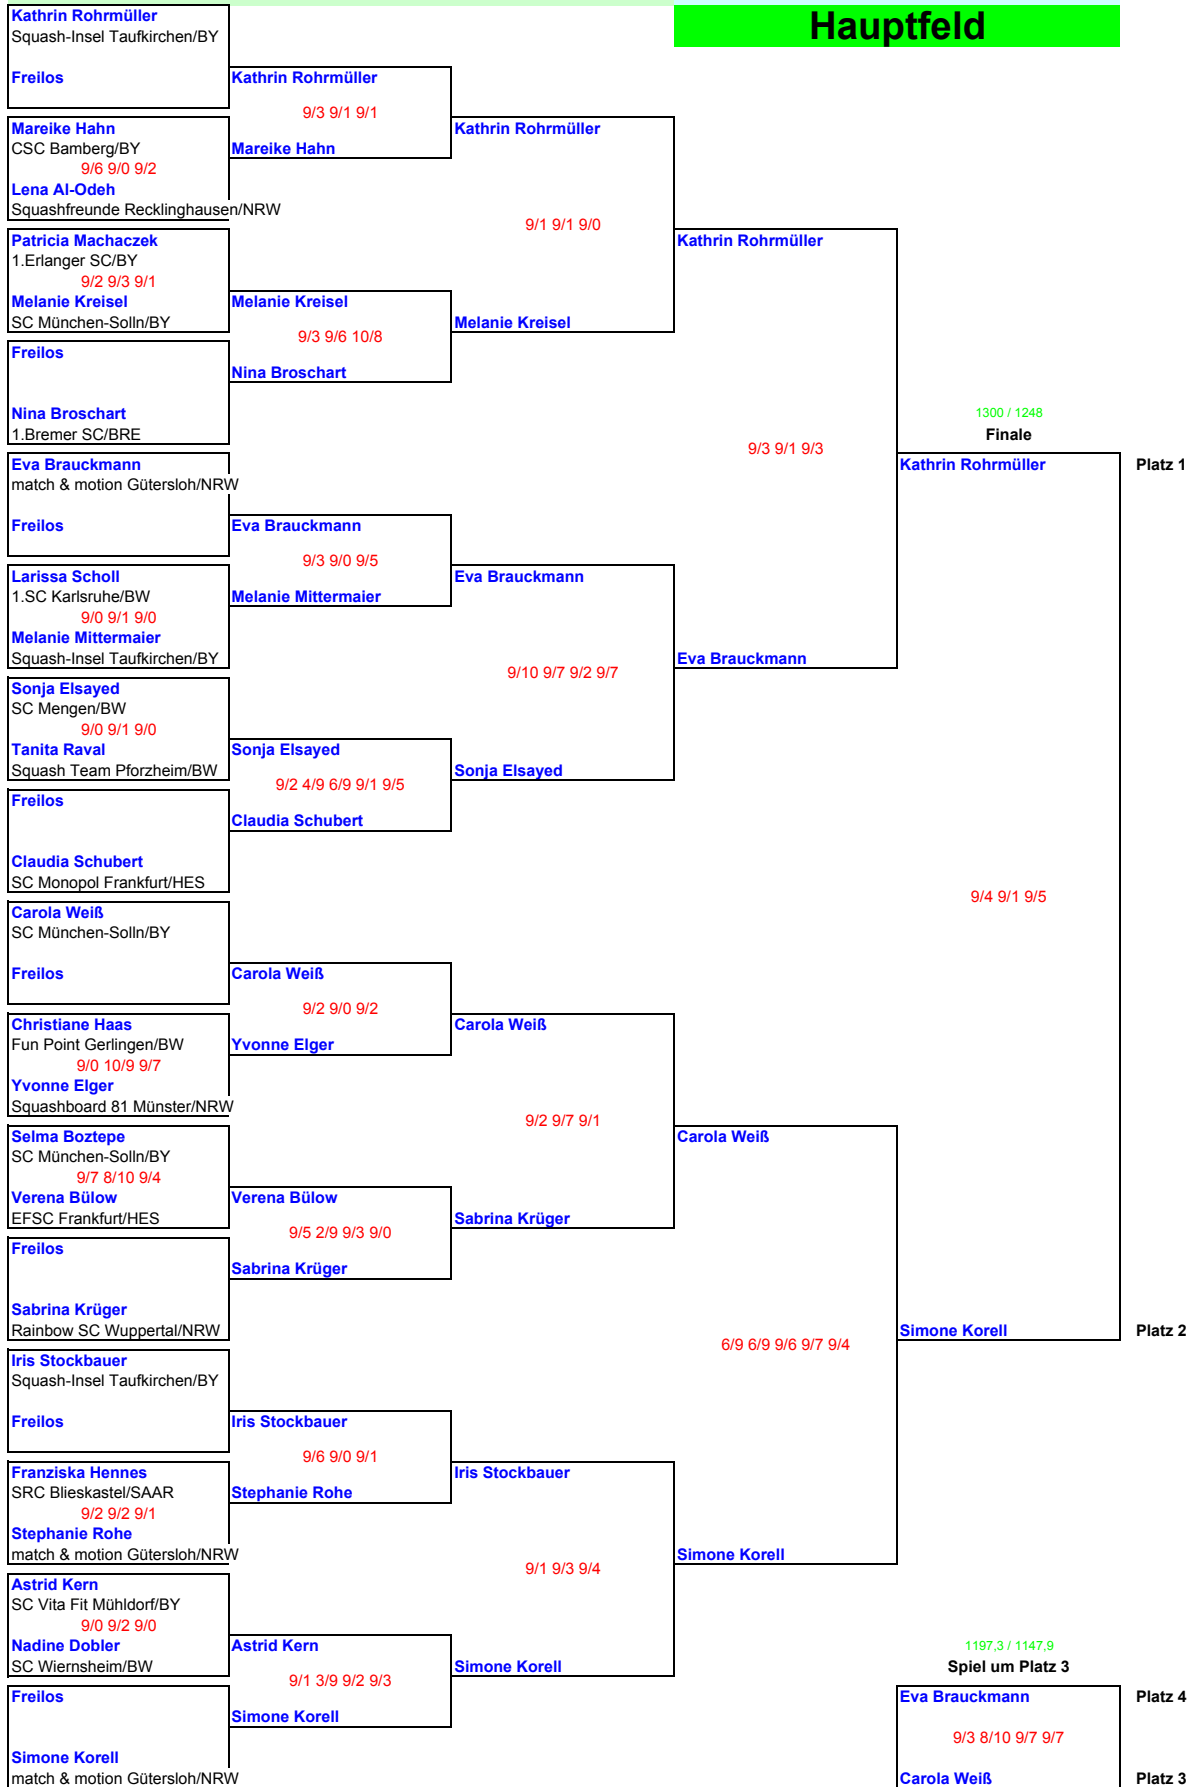 Hauptfeld
Kathrin Rohrmüller
Squash-Insel Taufkirchen/BY
Freilos
Mareike Hahn
CSC Bamberg/BY
9/6 9/0 9/2
Lena Al-Odeh
Squashfreunde Recklinghausen/NRW
Patricia Machaczek
1.Erlanger SC/BY
9/2 9/3 9/1
Melanie Kreisel
SC München-Solln/BY
Freilos
Nina Broschart
1.Bremer SC/BRE
Eva Brauckmann
match & motion Gütersloh/NRW
Freilos
Larissa Scholl
1.SC Karlsruhe/BW
9/0 9/1 9/0
Melanie Mittermaier
Squash-Insel Taufkirchen/BY
Sonja Elsayed
SC Mengen/BW
9/0 9/1 9/0
Tanita Raval
Squash Team Pforzheim/BW
Freilos
Claudia Schubert
SC Monopol Frankfurt/HES
Carola Weiß
SC München-Solln/BY
Freilos
Christiane Haas
Fun Point Gerlingen/BW
9/0 10/9 9/7
Yvonne Elger
Squashboard 81 Münster/NRW
Selma Boztepe
SC München-Solln/BY
9/7 8/10 9/4
Verena Bülow
EFSC Frankfurt/HES
Freilos
Sabrina Krüger
Rainbow SC Wuppertal/NRW
Iris Stockbauer
Squash-Insel Taufkirchen/BY
Freilos
Franziska Hennes
SRC Blieskastel/SAAR
9/2 9/2 9/1
Stephanie Rohe
match & motion Gütersloh/NRW
Astrid Kern
SC Vita Fit Mühldorf/BY
9/0 9/2 9/0
Nadine Dobler
SC Wiernsheim/BW
Freilos
Simone Korell
match & motion Gütersloh/NRW
Kathrin Rohrmüller
9/3 9/1 9/1
Mareike Hahn
Melanie Kreisel
9/3 9/6 10/8
Nina Broschart
Eva Brauckmann
9/3 9/0 9/5
Melanie Mittermaier
Sonja Elsayed
9/2 4/9 6/9 9/1 9/5
Claudia Schubert
Carola Weiß
9/2 9/0 9/2
Yvonne Elger
Verena Bülow
9/5 2/9 9/3 9/0
Sabrina Krüger
Iris Stockbauer
9/6 9/0 9/1
Stephanie Rohe
Astrid Kern
9/1 3/9 9/2 9/3
Simone Korell
Kathrin Rohrmüller
9/1 9/1 9/0
Melanie Kreisel
Eva Brauckmann
9/10 9/7 9/2 9/7
Sonja Elsayed
Carola Weiß
9/2 9/7 9/1
Sabrina Krüger
Iris Stockbauer
9/1 9/3 9/4
Simone Korell
Kathrin Rohrmüller
9/3 9/1 9/3
Eva Brauckmann
Carola Weiß
6/9 6/9 9/6 9/7 9/4
Simone Korell
1300 / 1248
Finale
Kathrin Rohrmüller Platz 1
9/4 9/1 9/5
Simone Korell Platz 2
1197,3 / 1147,9
Spiel um Platz 3
Eva Brauckmann Platz 4
9/3 8/10 9/7 9/7
Carola Weiß Platz 3